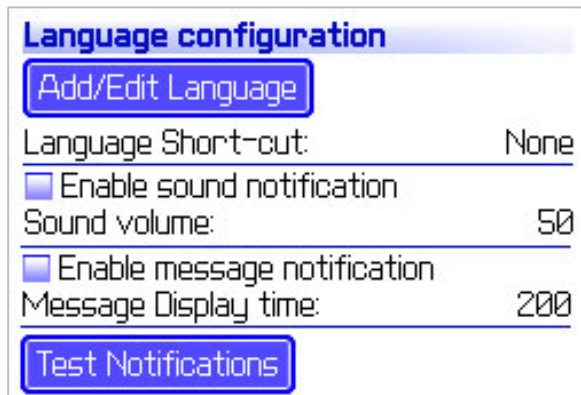 Language configuration
Add/Edit Language
Language Short-cut: None
Enable sound notification
Sound volume: 50
Enable message notification
Message Display time: 200
Test Notifications